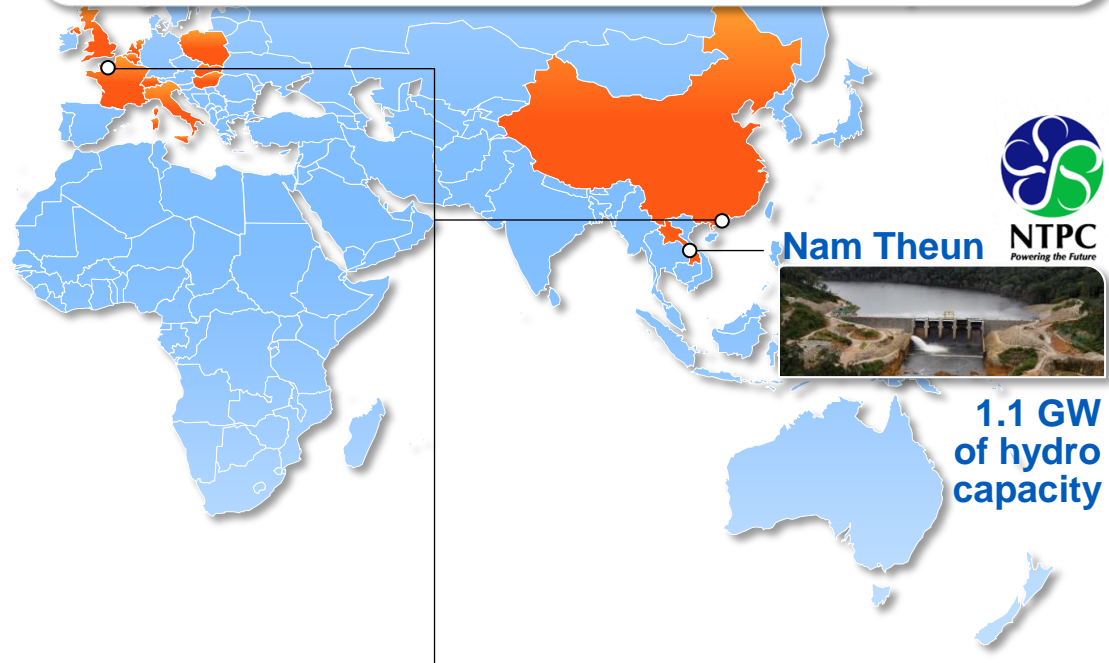 Nam Theun
NTPC
Powering the Future
1.1 GW
of hydro
capacity